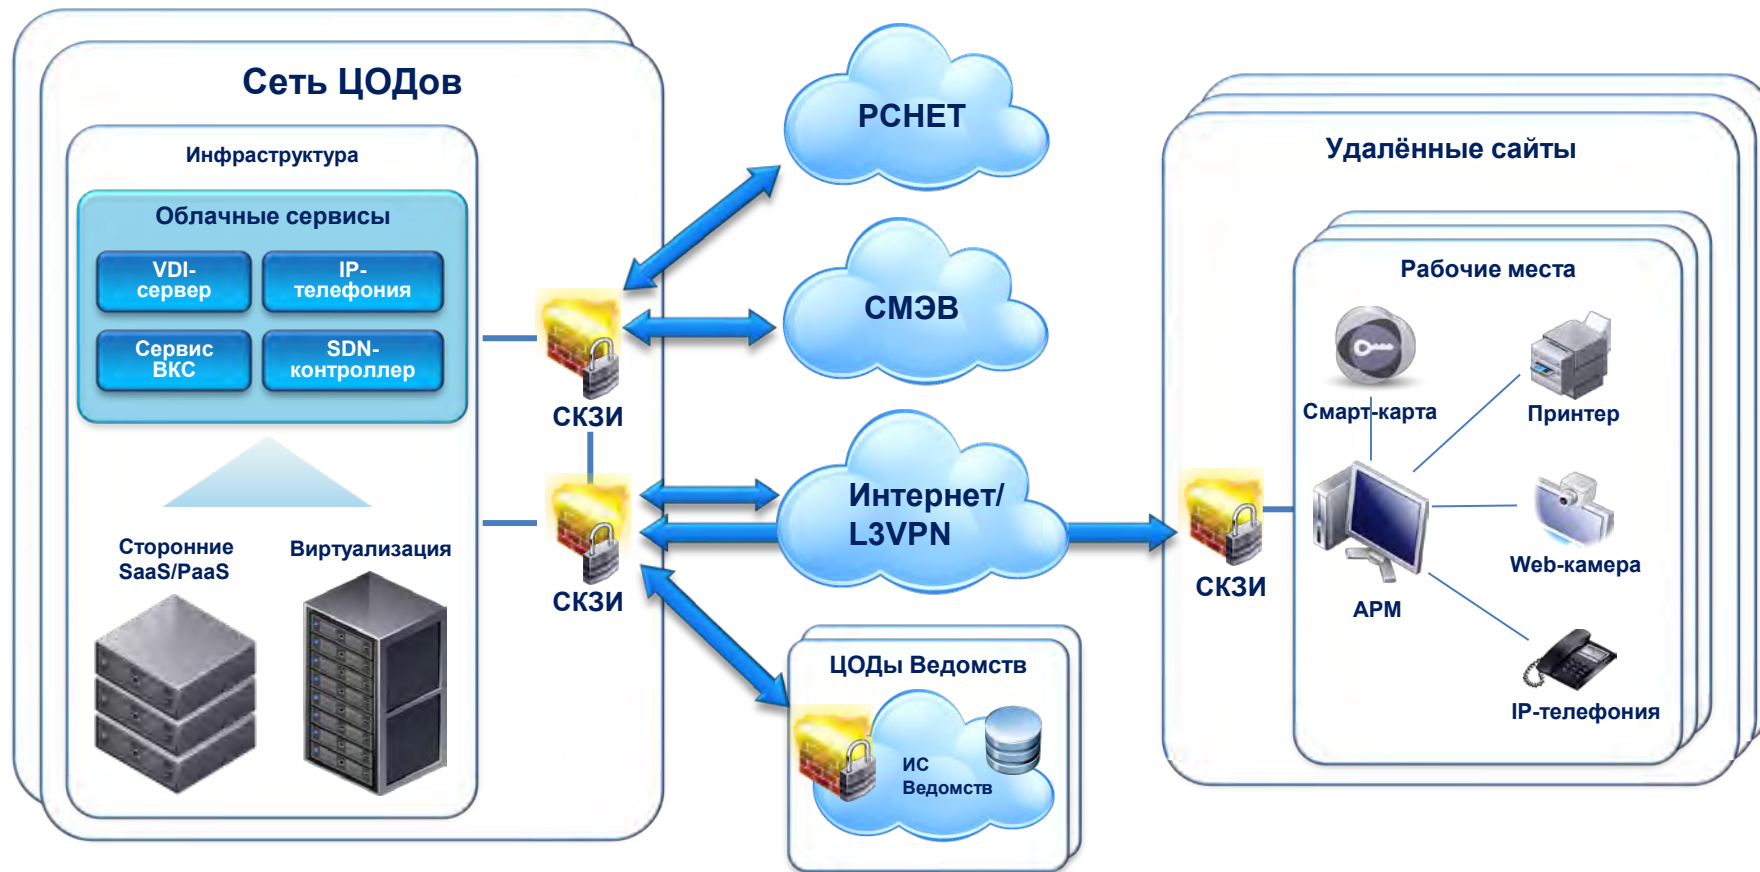 Сеть ЦОДов
Инфраструктура
Облачные сервисы
VDI-
сервер
IP-
телефония
Сервис
ВКС
SDN-
контроллер
Сторонние
SaaS/PaaS
Виртуализация
СКЗИ
СКЗИ
РСНЕТ
СМЭВ
Интернет/
L3VPN
ЦОДы Ведомств
ИС
Ведомств
Удалённые сайты
СКЗИ
Рабочие места
Смарт-карта
Принтер
АРМ
Web-камера
IP-телефония